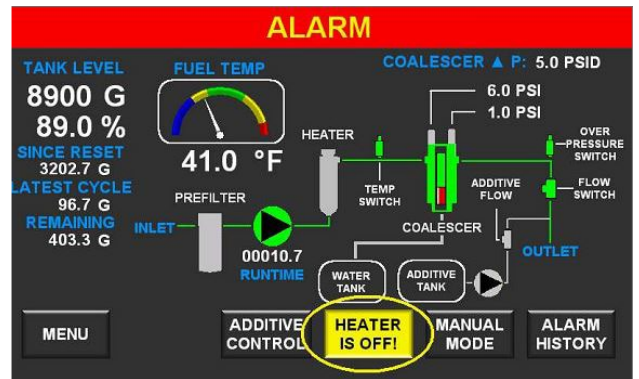 ALARM
TANK LEVEL
8900 G
89.0 %
SINCE RESET
3202.7 G
LATEST CYCLE
96.7 G
REMAINING
403.3 G
FUEL TEMP
41.0 °F
COALESCER ▲ P: 5.0 PSID
6.0 PSI
1.0 PSI
HEATER
TEMP
SWITCH
OVER
PRESSURE
SWITCH
ADDITIVE
FLOW
FLOW
SWITCH
PREFILTER
INLET
COALESCER
OUTLET
00010.7
RUNTIME
WATER
TANK
ADDITIVE
TANK
MENU
ADDITIVE
CONTROL
HEATER
IS OFF!
MANUAL
MODE
ALARM
HISTORY